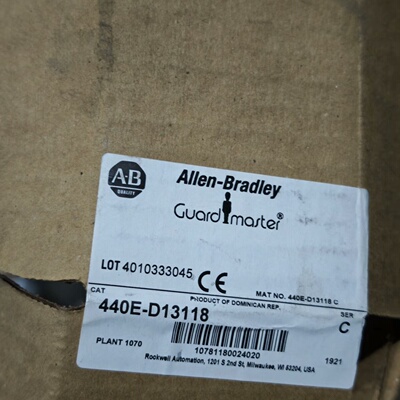 A-B
QUALITY
Allen-Bradley
Guardmaster®
LOT 4010333045
CE
MAT NO. 440E-D13118 C
PRODUCT OF DOMINICAN REP.
CAT
SER
440E-D13118
C
PLANT 1070
10781180024020
1921
Rockwell Automation, 1201 S 2nd St, Milwaukee, WI 53204, USA